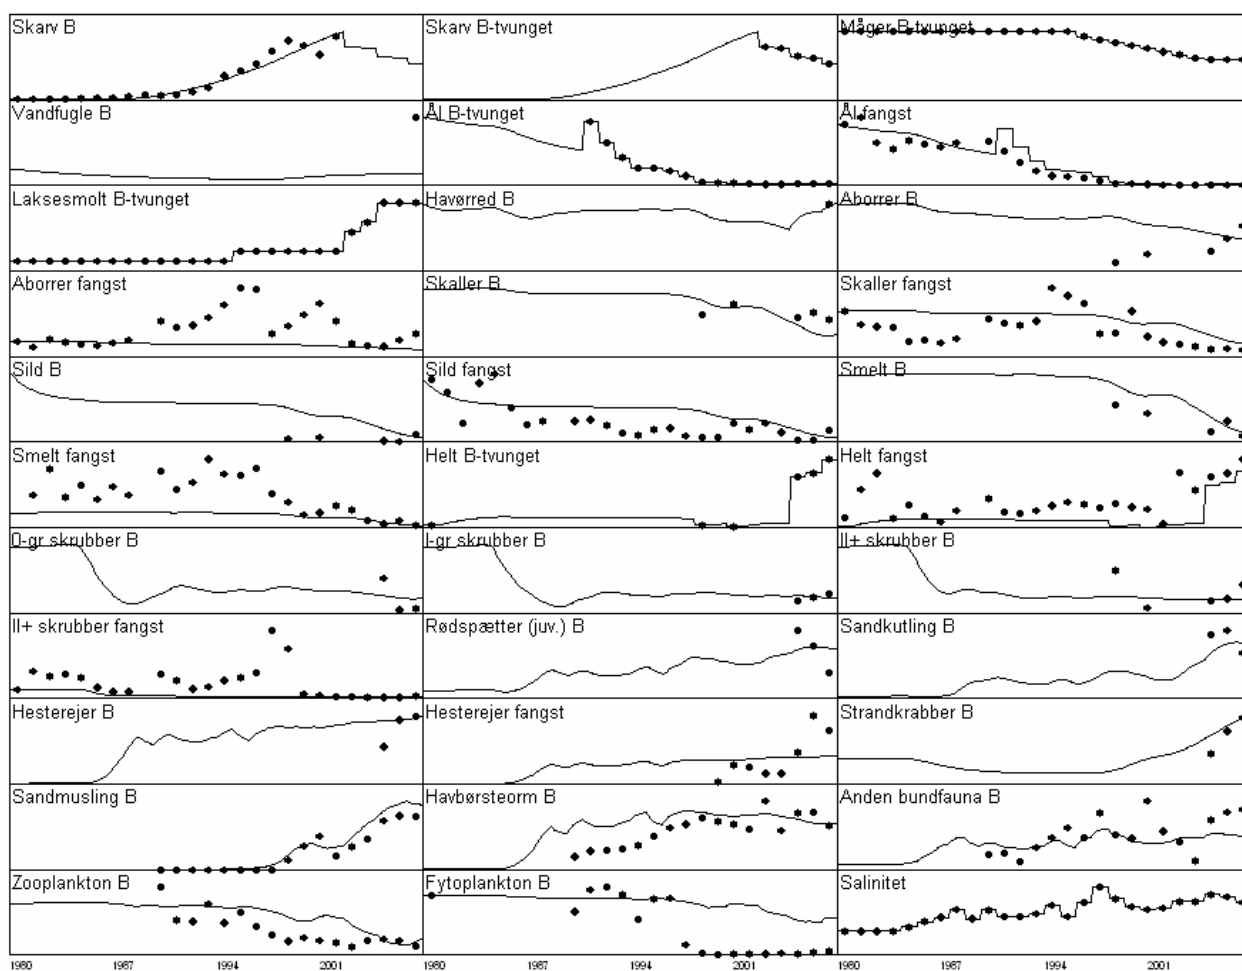 Skarv B
Skarv B-tvunget
Måger B-tvunget
Vandfugle B
Ål B-tvunget
Ål fangst
Laksesmolt B-tvunget
Havørred B
Aborrer B
Aborrer fangst
Skaller B
Skaller fangst
Sild B
Sild fangst
Smelt B
Smelt fangst
Helt B-tvunget
Helt fangst
0-gr skrubber B
I-gr skrubber B
II+ skrubber B
II+ skrubber fangst
Rødspætter (juv.) B
Sandkutling B
Hesterejer B
Hesterejer fangst
Strandkrabber B
Sandmusling B
Havbørsteorm B
Anden bundfauna B
Zooplankton B
Fytoplankton B
Salinitet
1980 1987 1994 2001
1980 1987 1994 2001
1980 1987 1994 2001